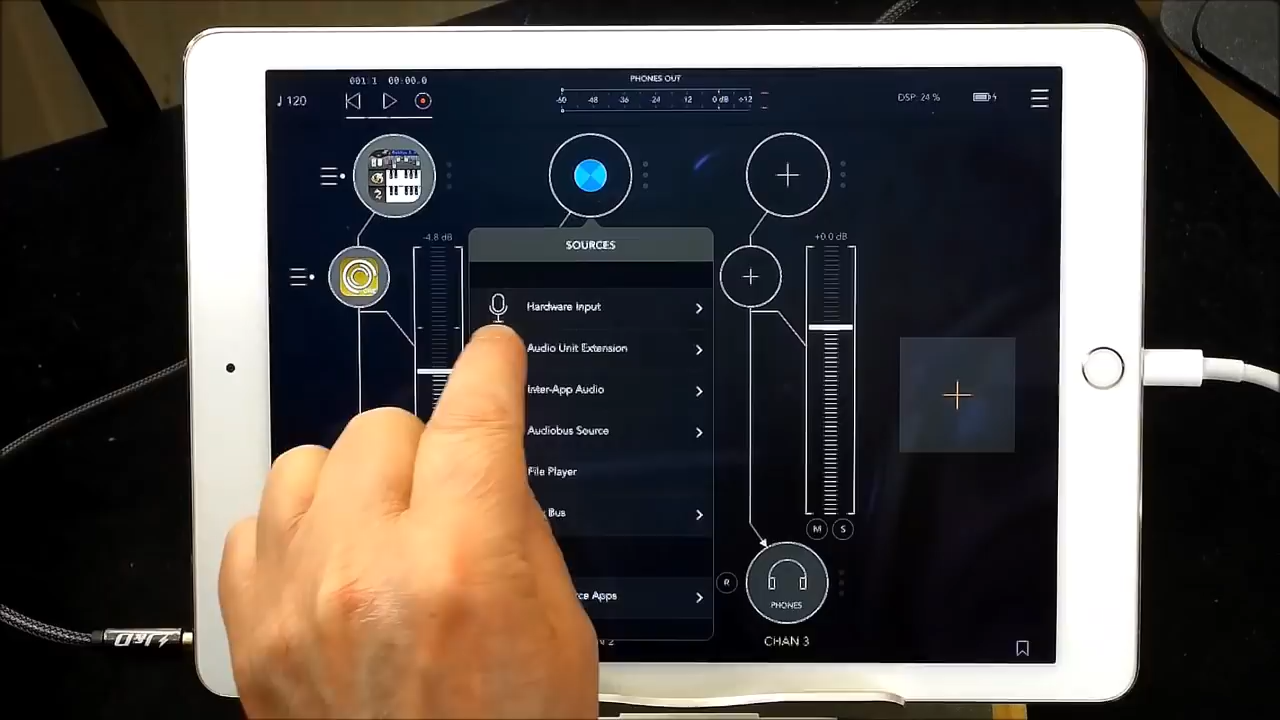 001:1 00:00.0
120
PHONES OUT
-60 -48 -36 -24 12 0 dB +12
DSP: 24 %
-4.8 dB
+0.0 dB
SOURCES
Hardware Input
Audio Unit Extension
Inter-App Audio
Audiobus Source
File Player
Bus
Apps
M S
R
PHONES
CHAN 3